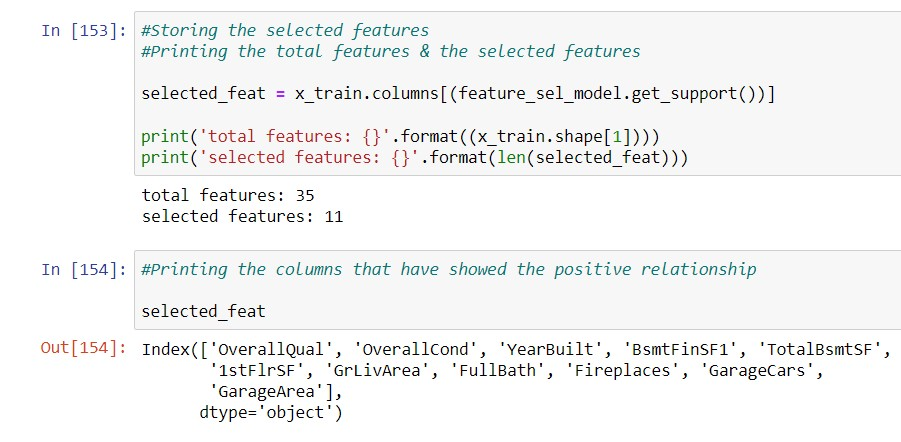 In [153]: #Storing the selected features
#Printing the total features & the selected features
selected_feat = x_train.columns[(feature_sel_model.get_support())]
print('total features: {}'.format((x_train.shape[1])))
print('selected features: {}'.format(len(selected_feat)))
total features: 35
selected features: 11
In [154]: #Printing the columns that have showed the positive relationship
selected_feat
Out[154]: Index(['OverallQual', 'OverallCond', 'YearBuilt', 'BsmtFinSF1', 'TotalBsmtSF',
'1stFlrSF', 'GrLivArea', 'FullBath', 'Fireplaces', 'GarageCars',
'GarageArea'],
dtype='object')